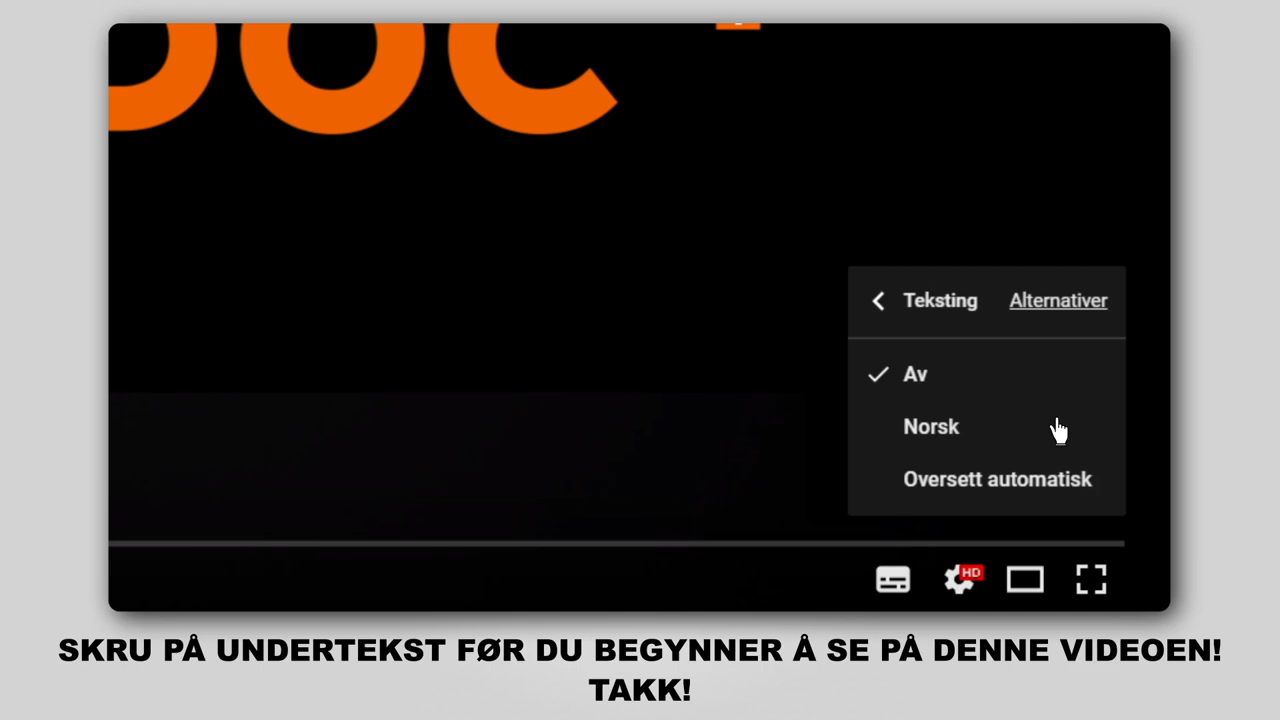 Teksting Alternativer
Av
Norsk
Oversett automatisk
HD
SKRU PÅ UNDERTEKST FØR DU BEGYNNER Å SE PÅ DENNE VIDEOEN!
TAKK!